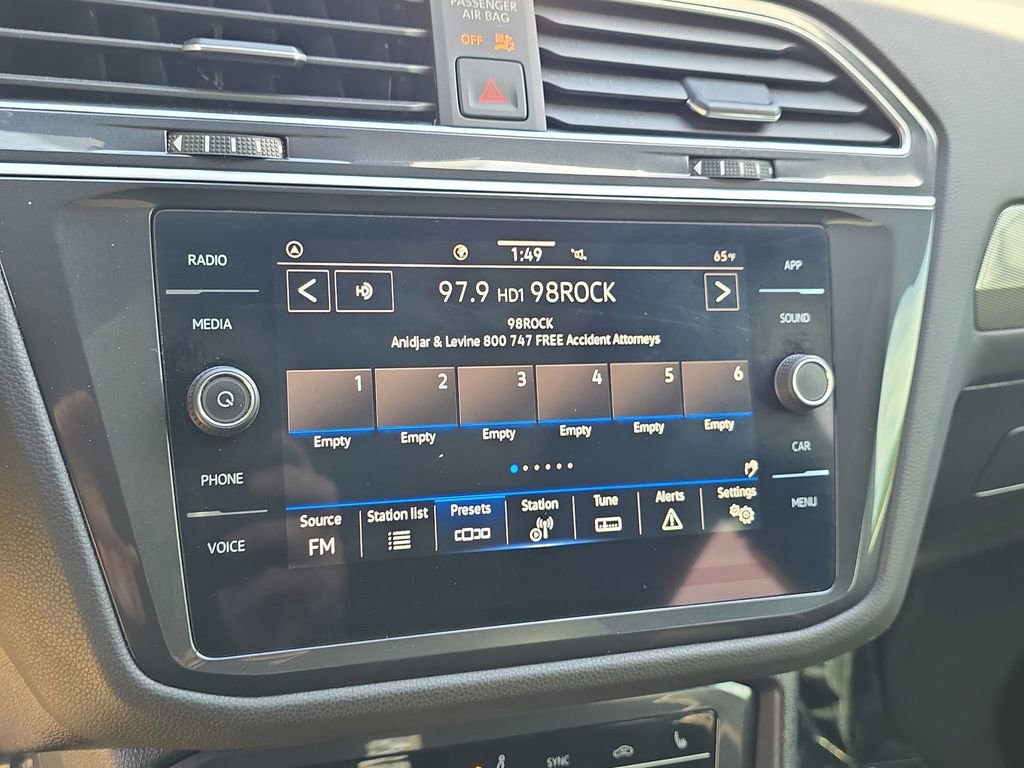 PASSENGER
AIR BAG
OFF
RADIO
MEDIA
PHONE
VOICE
1:49
65°F
97.9 HD1 98ROCK
98ROCK
Anidjar & Levine 800 747 FREE Accident Attorneys
1 2 3 4 5 6
Empty Empty Empty Empty Empty Empty
Source Station list Presets Station Tune Alerts Settings
FM
APP
SOUND
CAR
MENU
SYNC